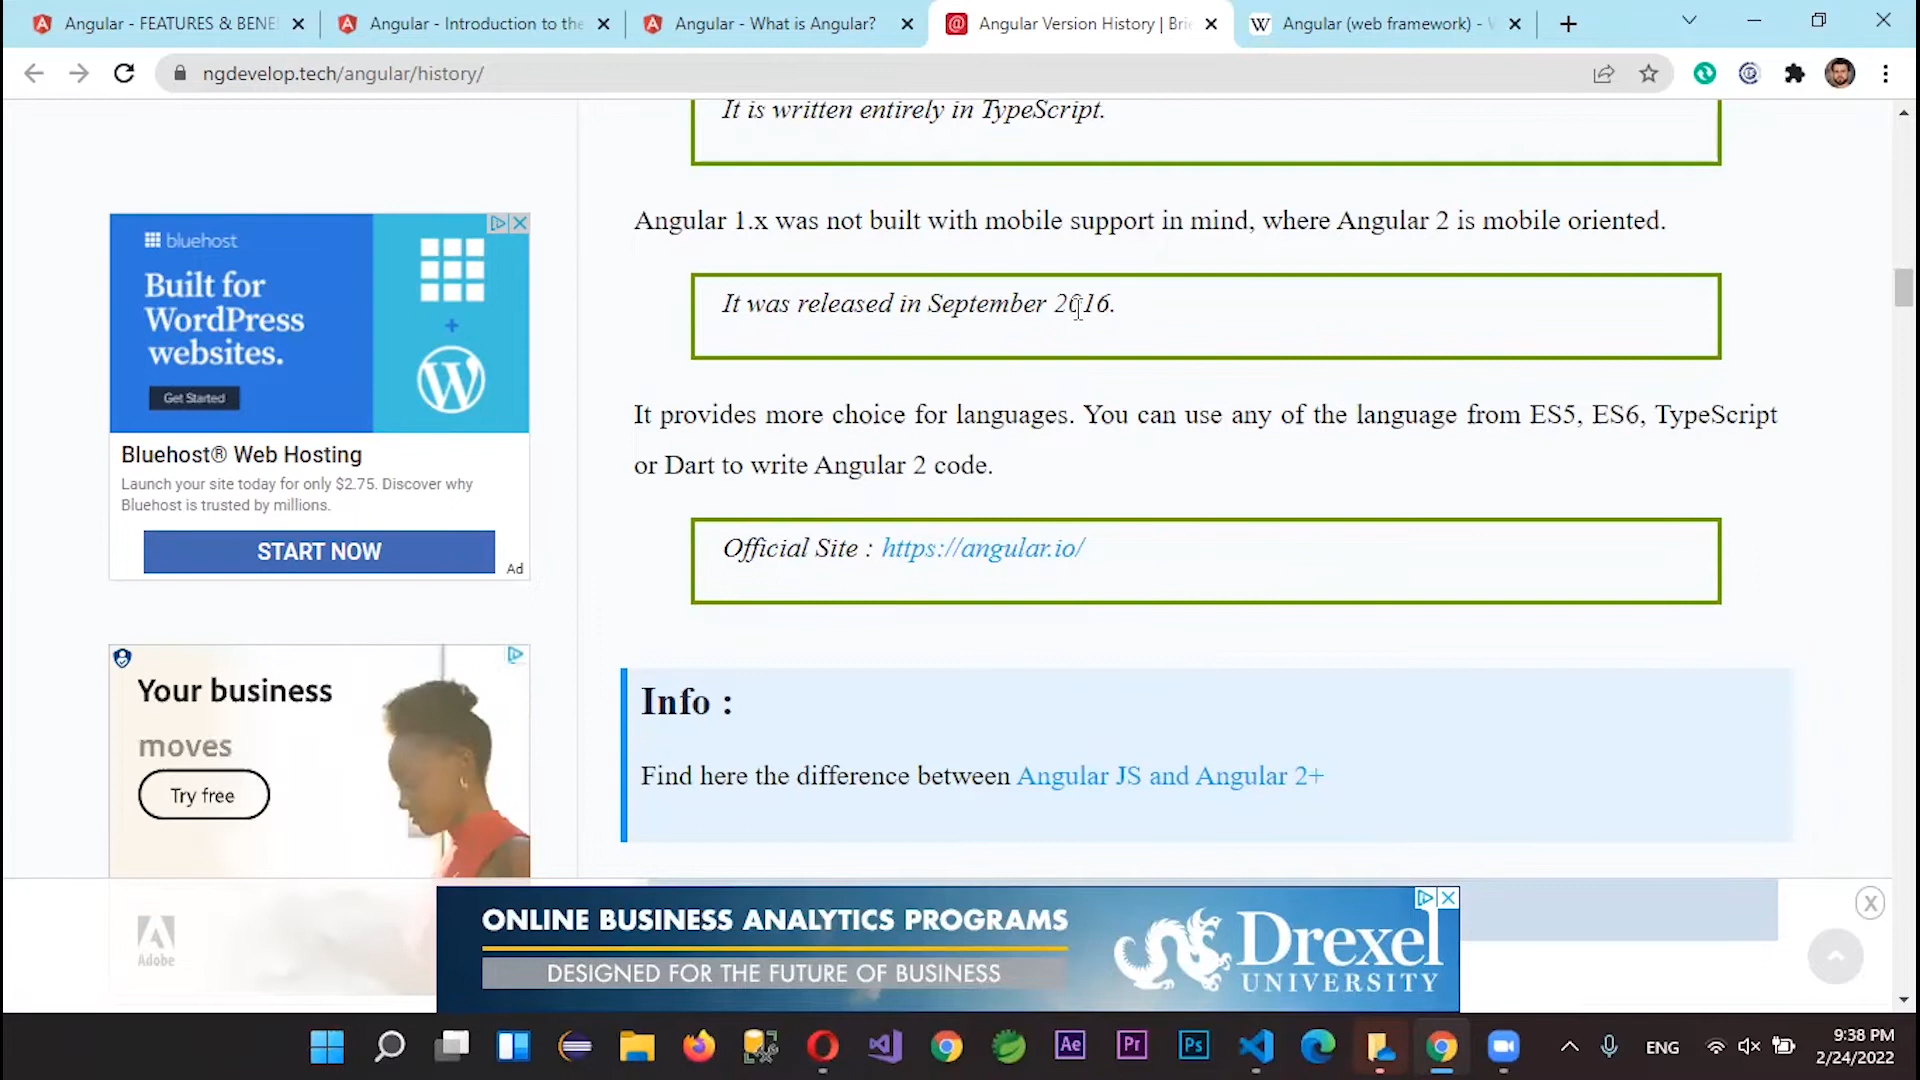 Angular - FEATURES & BENE
Angular - Introduction to the
Angular - What is Angular?
Angular Version History | Brie
Angular (web framework) - W
ngdevelop.tech/angular/history/
It is written entirely in TypeScript.
Angular 1.x was not built with mobile support in mind, where Angular 2 is mobile oriented.
It was released in September 2016.
It provides more choice for languages. You can use any of the language from ES5, ES6, TypeScript
or Dart to write Angular 2 code.
Official Site : https://angular.io/
Info :
Find here the difference between Angular JS and Angular 2+
bluehost
Built for
WordPress
websites.
Get Started
Bluehost® Web Hosting
Launch your site today for only $2.75. Discover why
Bluehost is trusted by millions.
START NOW
Ad
Your business
moves
Try free
Adobe
ONLINE BUSINESS ANALYTICS PROGRAMS
DESIGNED FOR THE FUTURE OF BUSINESS
Drexel
UNIVERSITY
Ae
Pr
Ps
ENG
9:38 PM
2/24/2022